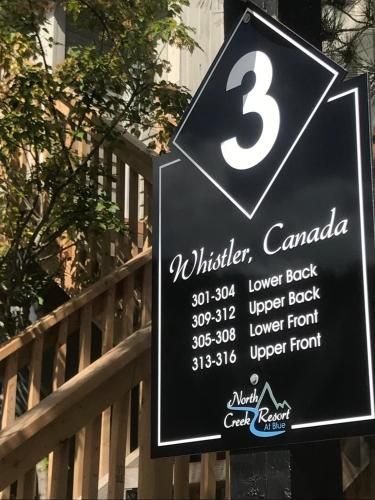 3
Whistler, Canada
301-304 Lower Back
309-312 Upper Back
305-308 Lower Front
313-316 Upper Front
North
Creek Resort
At Blue